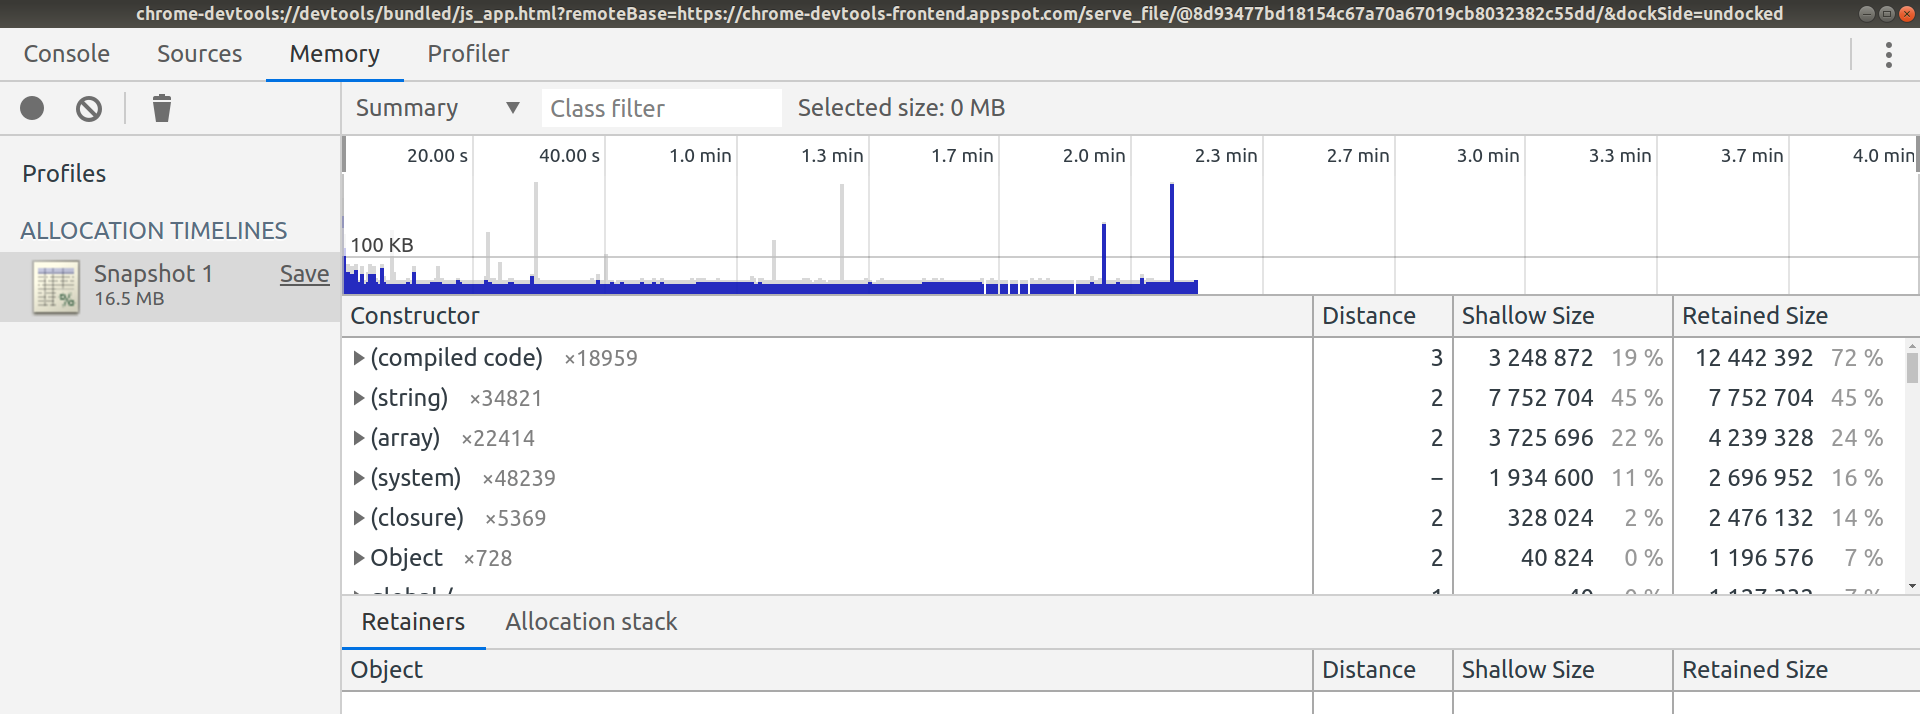 chrome-devtools://devtools/bundled/js_app.html?remoteBase=https://chrome-devtools-frontend.appspot.com/serve_file/@8d93477bd18154c67a70a67019cb8032382c55dd/&dockSide=undocked
Console Sources Memory Profiler
Summary Class filter Selected size: 0 MB
Profiles
ALLOCATION TIMELINES
Snapshot 1 Save
16.5 MB
20.00 s 40.00 s 1.0 min 1.3 min 1.7 min 2.0 min 2.3 min 2.7 min 3.0 min 3.3 min 3.7 min 4.0 min
100 KB
Constructor Distance Shallow Size Retained Size
(compiled code) ×18959 3 3 248 872 19 % 12 442 392 72 %
(string) ×34821 2 7 752 704 45 % 7 752 704 45 %
(array) ×22414 2 3 725 696 22 % 4 239 328 24 %
(system) ×48239 – 1 934 600 11 % 2 696 952 16 %
(closure) ×5369 2 328 024 2 % 2 476 132 14 %
Object ×728 2 40 824 0 % 1 196 576 7 %
Retainers Allocation stack
Object Distance Shallow Size Retained Size